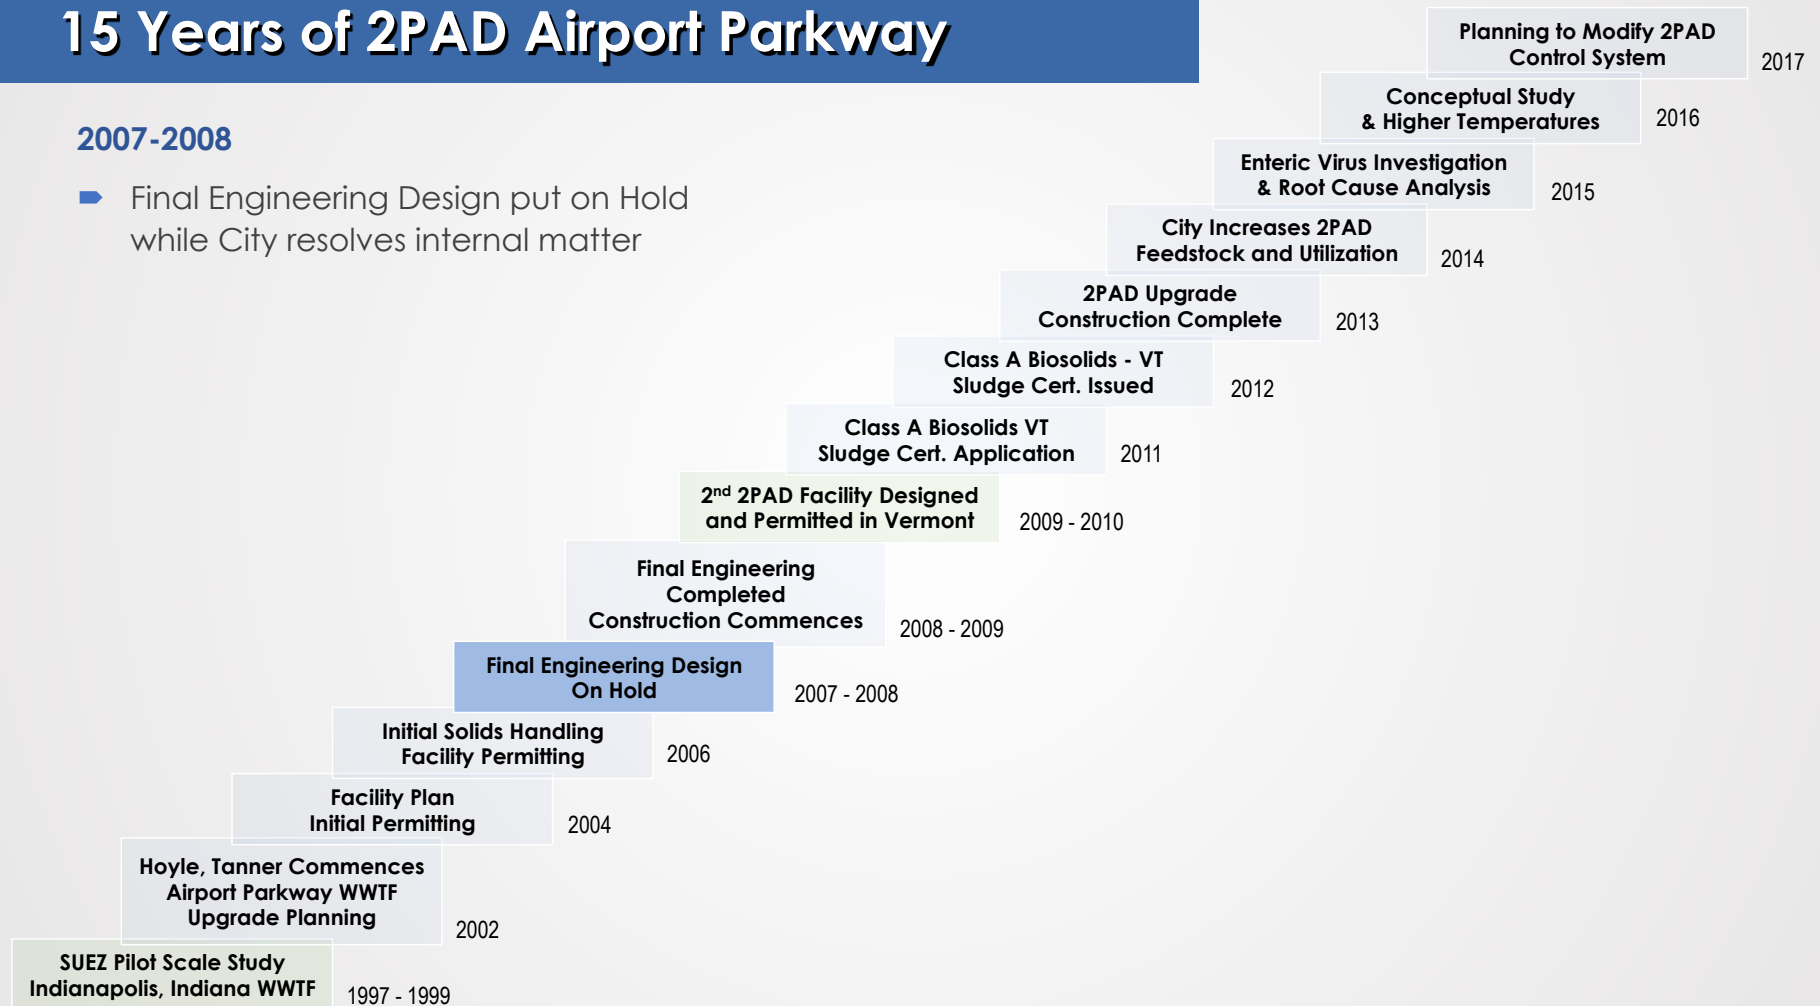 15 Years of 2PAD Airport Parkway
2007-2008
Final Engineering Design put on Hold
while City resolves internal matter
Planning to Modify 2PAD
Control System
2017
Conceptual Study
& Higher Temperatures
2016
Enteric Virus Investigation
& Root Cause Analysis
2015
City Increases 2PAD
Feedstock and Utilization
2014
2PAD Upgrade
Construction Complete
2013
Class A Biosolids - VT
Sludge Cert. Issued
2012
Class A Biosolids VT
Sludge Cert. Application
2011
2nd 2PAD Facility Designed
and Permitted in Vermont
2009 - 2010
Final Engineering
Completed
Construction Commences
2008 - 2009
Final Engineering Design
On Hold
2007 - 2008
Initial Solids Handling
Facility Permitting
2006
Facility Plan
Initial Permitting
2004
Hoyle, Tanner Commences
Airport Parkway WWTF
Upgrade Planning
2002
SUEZ Pilot Scale Study
Indianapolis, Indiana WWTF
1997 - 1999